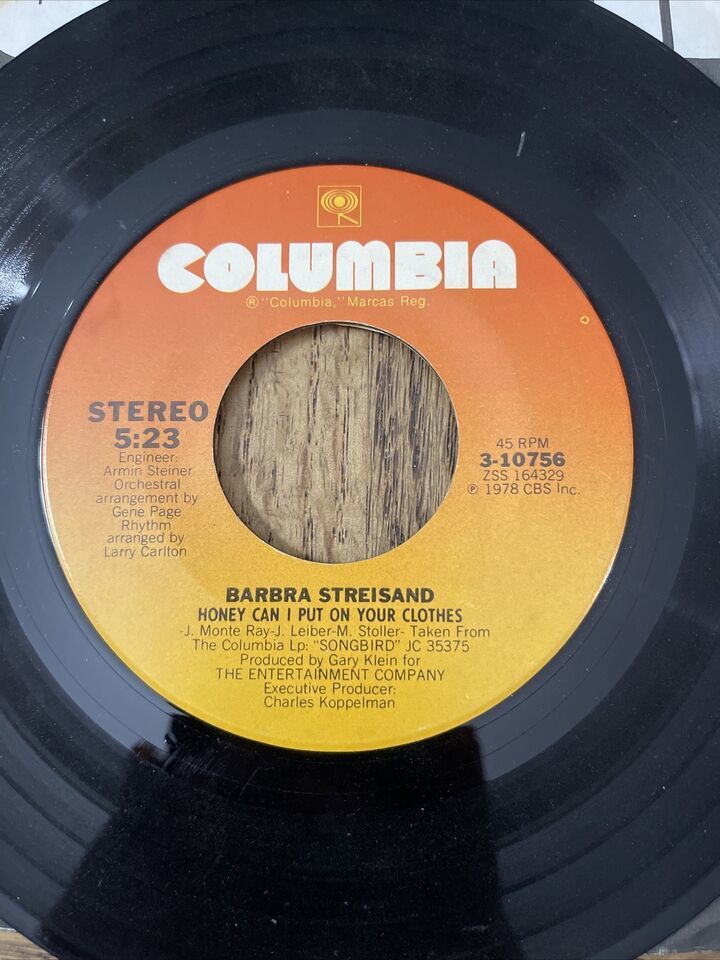 COLUMBIA
® "Columbia," Marcas Reg.
STEREO
5:23
Engineer:
Armin Steiner
Orchestral
arrangement by
Gene Page
Rhythm
arranged by
Larry Carlton
45 RPM
3-10756
ZSS 164329
℗ 1978 CBS Inc.
BARBRA STREISAND
HONEY CAN I PUT ON YOUR CLOTHES
-J. Monte Ray-J. Leiber-M. Stoller- Taken From
The Columbia Lp: "SONGBIRD" JC 35375
Produced by Gary Klein for
THE ENTERTAINMENT COMPANY
Executive Producer:
Charles Koppelman